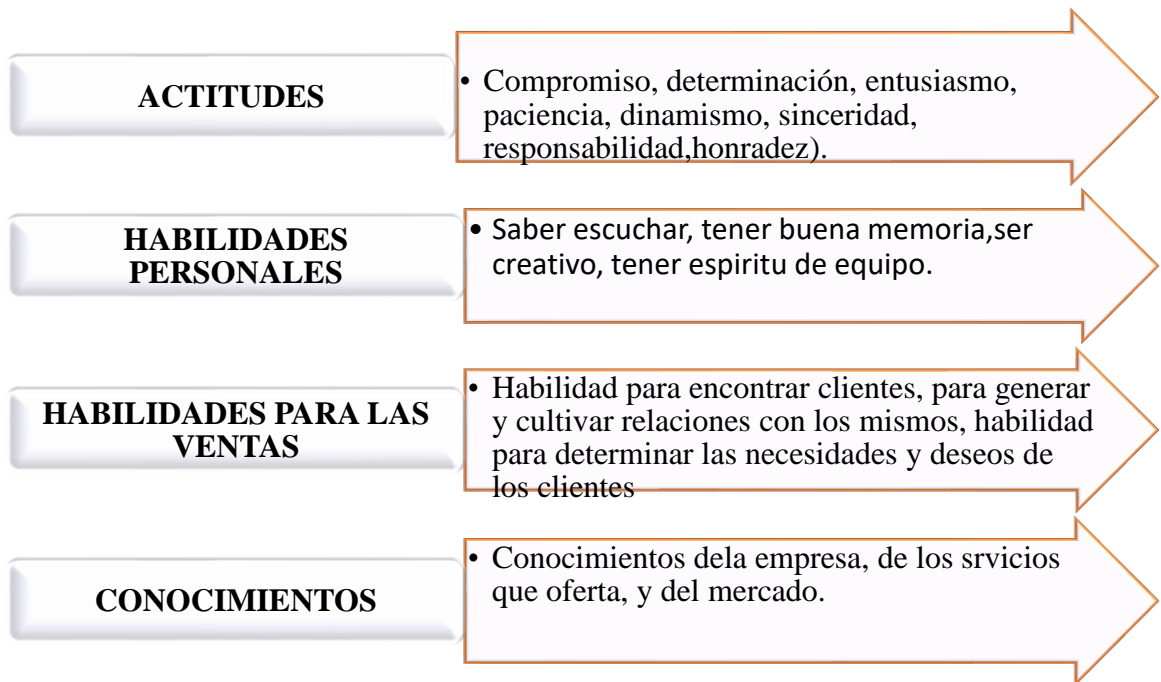 ACTITUDES
• Compromiso, determinación, entusiasmo,
paciencia, dinamismo, sinceridad,
responsabilidad,honradez).
HABILIDADES
PERSONALES
• Saber escuchar, tener buena memoria,ser
creativo, tener espiritu de equipo.
HABILIDADES PARA LAS
VENTAS
• Habilidad para encontrar clientes, para generar
y cultivar relaciones con los mismos, habilidad
para determinar las necesidades y deseos de
los clientes
CONOCIMIENTOS
• Conocimientos dela empresa, de los srvicios
que oferta, y del mercado.